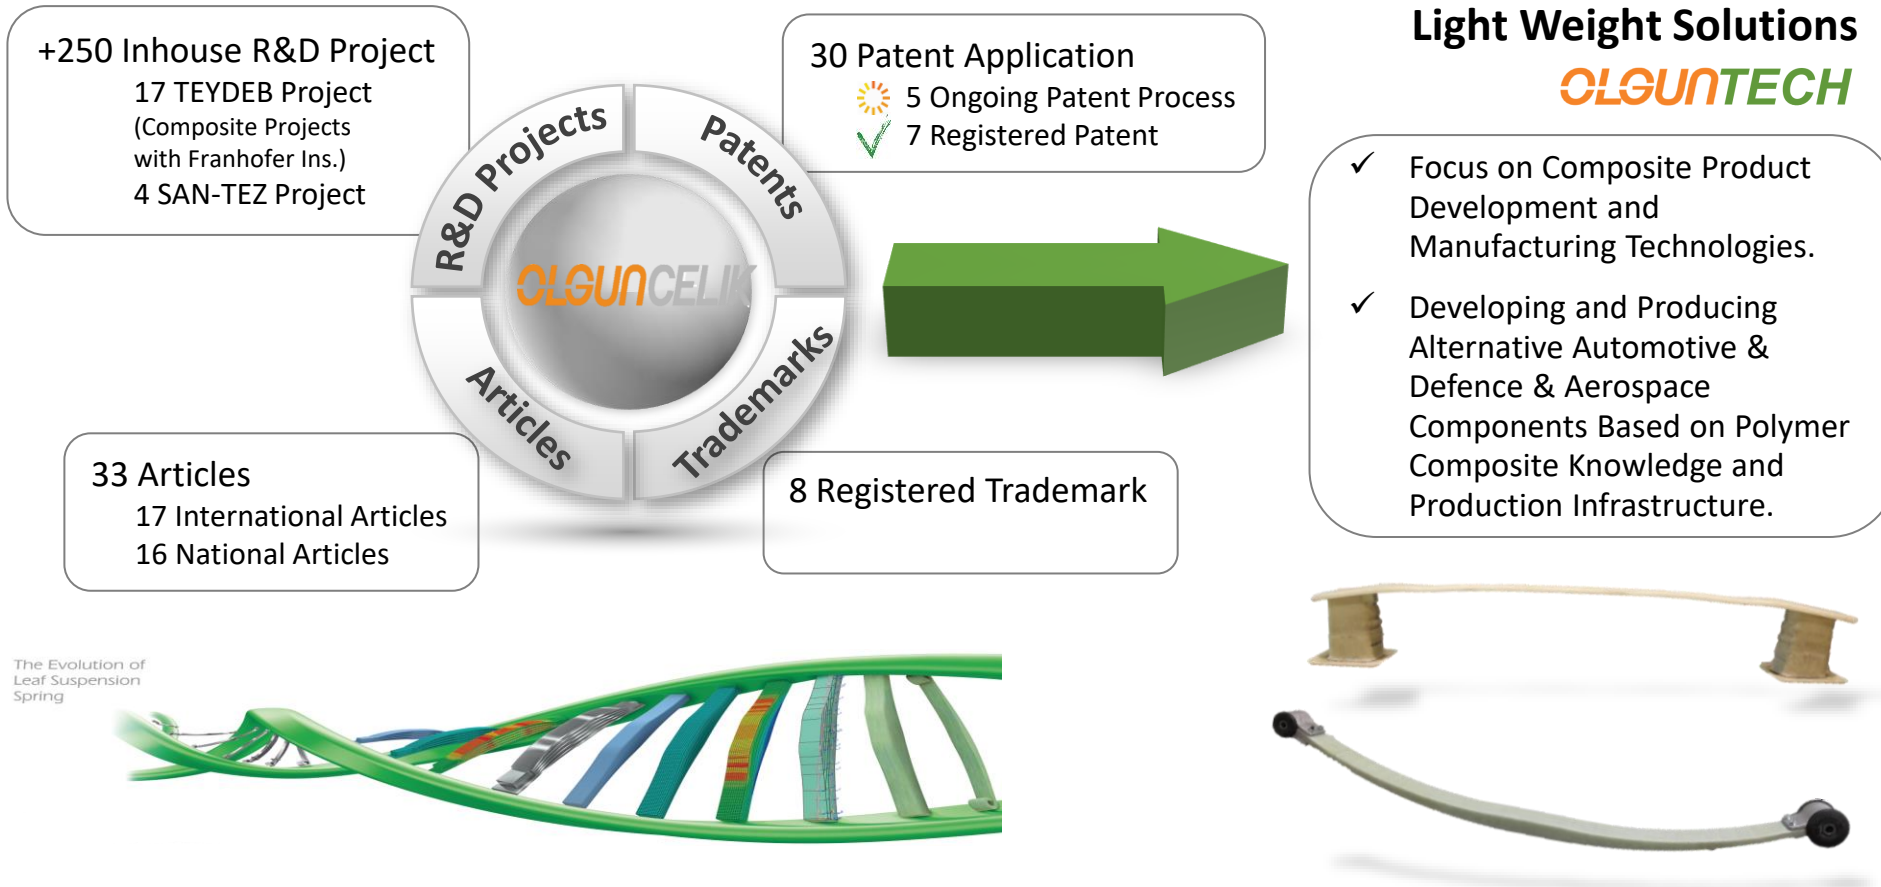 +250 Inhouse R&D Project
17 TEYDEB Project
(Composite Projects
with Franhofer Ins.)
4 SAN-TEZ Project
30 Patent Application
5 Ongoing Patent Process
7 Registered Patent
R&D Projects
Patents
Articles
Trademarks
OLGUNCELIK
33 Articles
17 International Articles
16 National Articles
8 Registered Trademark
Light Weight Solutions
OLGUNTECH
✓ Focus on Composite Product
Development and
Manufacturing Technologies.
✓ Developing and Producing
Alternative Automotive &
Defence & Aerospace
Components Based on Polymer
Composite Knowledge and
Production Infrastructure.
The Evolution of
Leaf Suspension
Spring